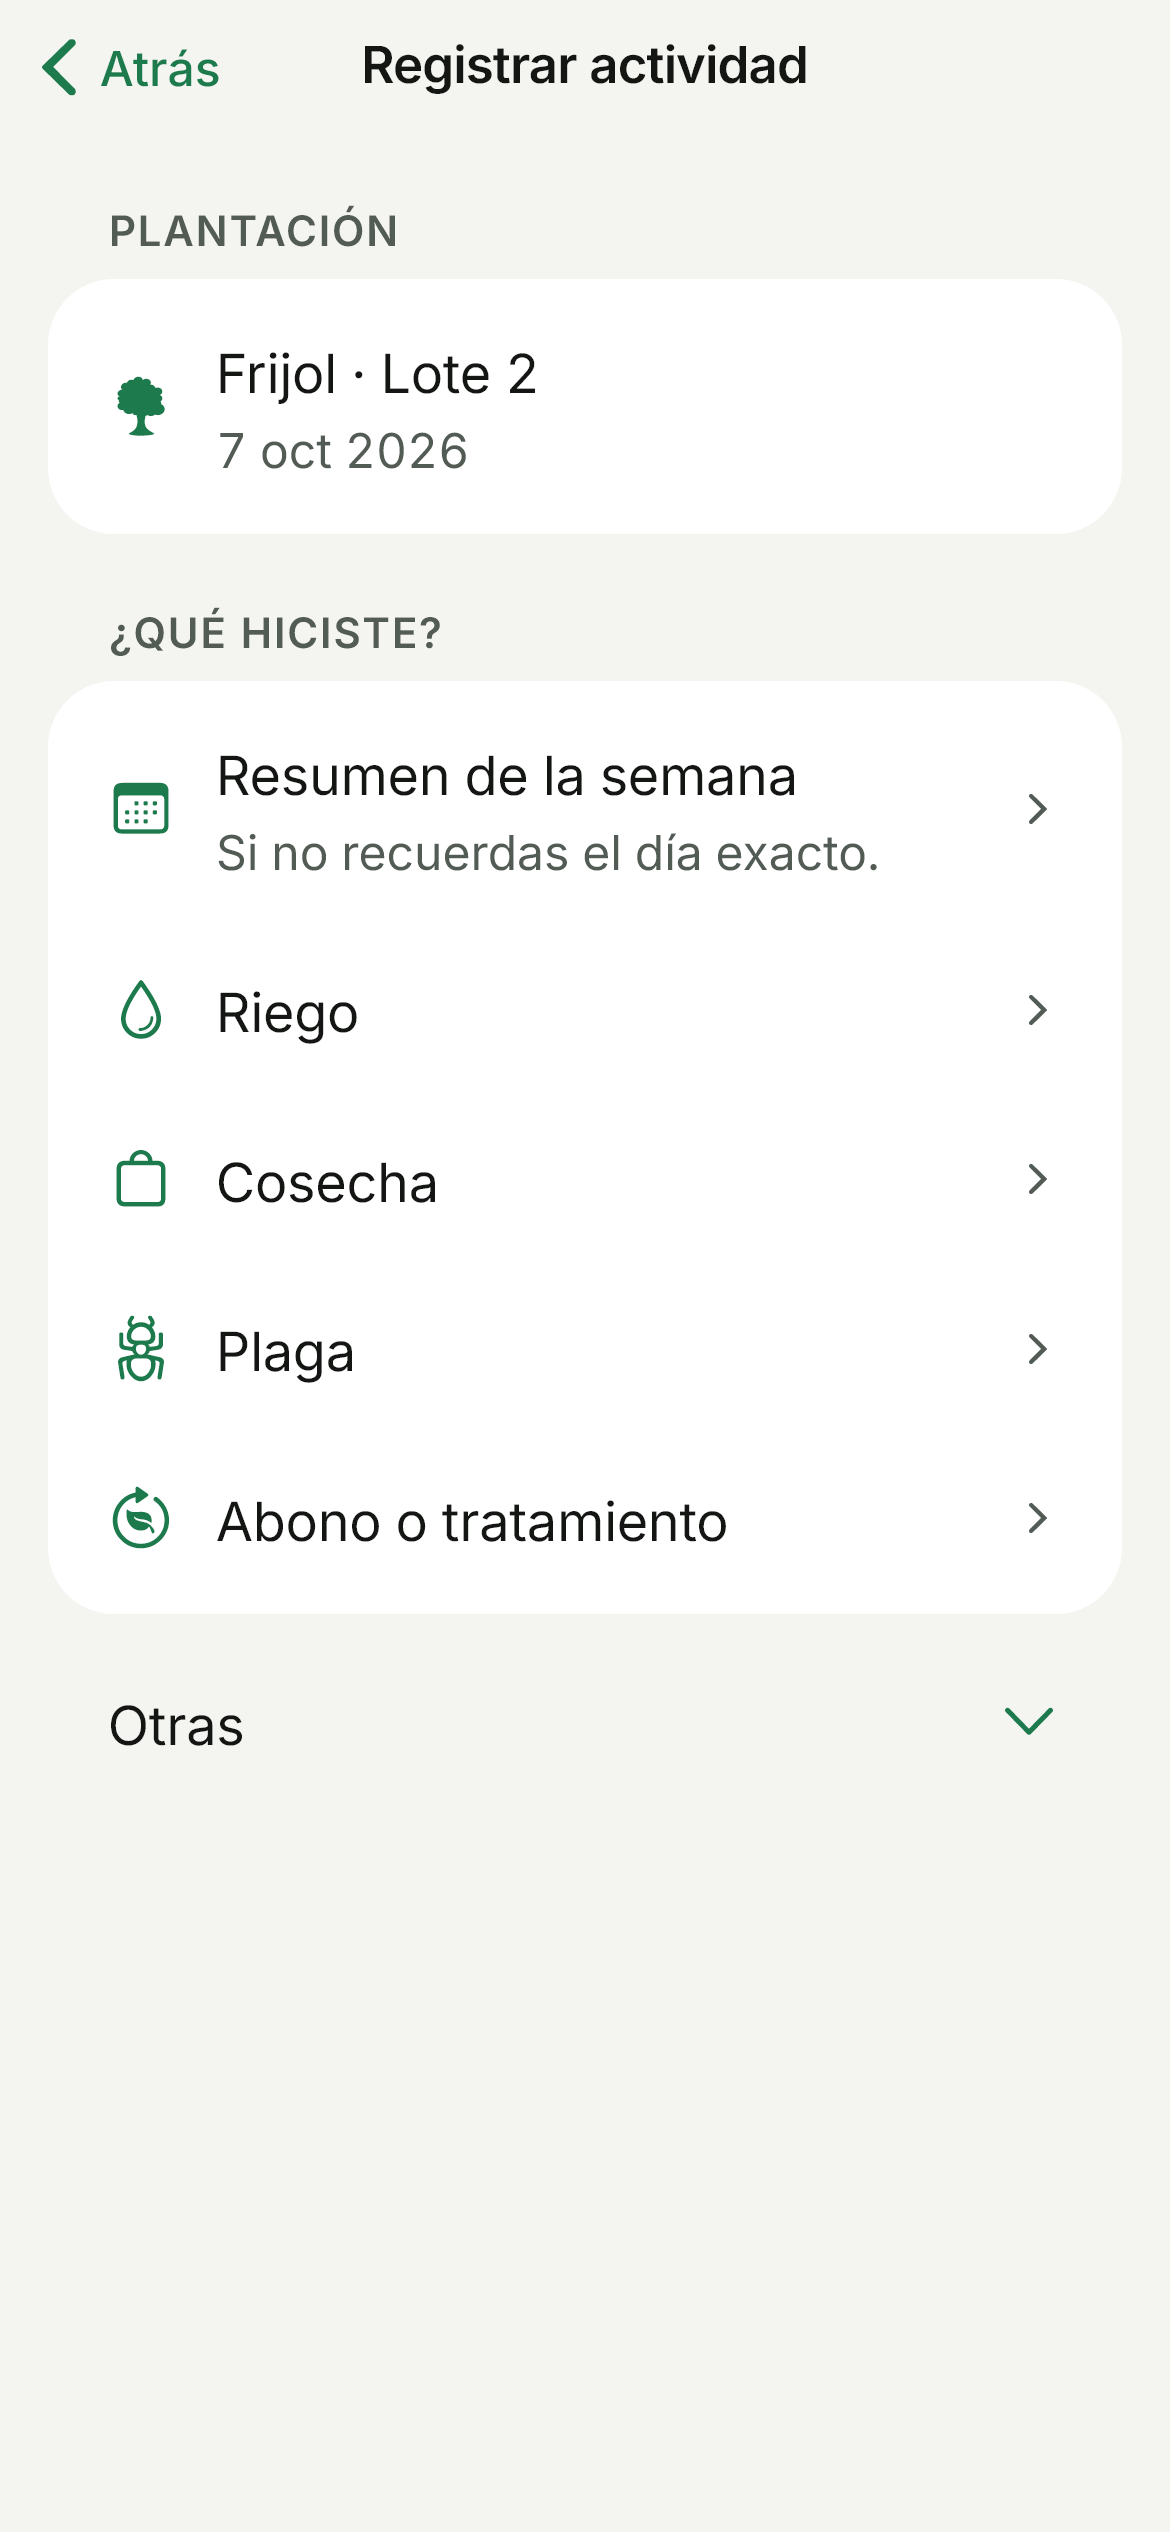 Atrás
Registrar actividad
PLANTACIÓN
Frijol · Lote 2
7 oct 2026
¿QUÉ HICISTE?
Resumen de la semana
Si no recuerdas el día exacto.
Riego
Cosecha
Plaga
Abono o tratamiento
Otras